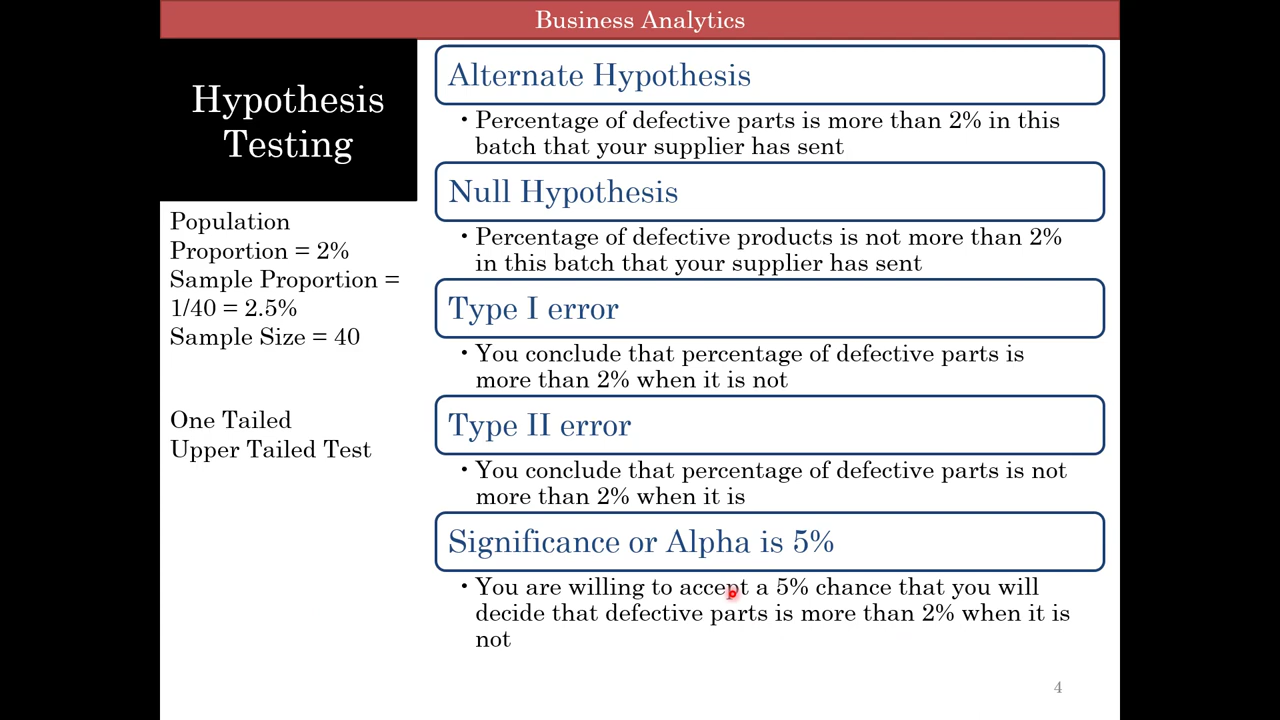 Business Analytics
Hypothesis
Testing
Population
Proportion = 2%
Sample Proportion =
1/40 = 2.5%
Sample Size = 40
One Tailed
Upper Tailed Test
Alternate Hypothesis
• Percentage of defective parts is more than 2% in this
batch that your supplier has sent
Null Hypothesis
• Percentage of defective products is not more than 2%
in this batch that your supplier has sent
Type I error
• You conclude that percentage of defective parts is
more than 2% when it is not
Type II error
• You conclude that percentage of defective parts is not
more than 2% when it is
Significance or Alpha is 5%
• You are willing to accept a 5% chance that you will
decide that defective parts is more than 2% when it is
not
4